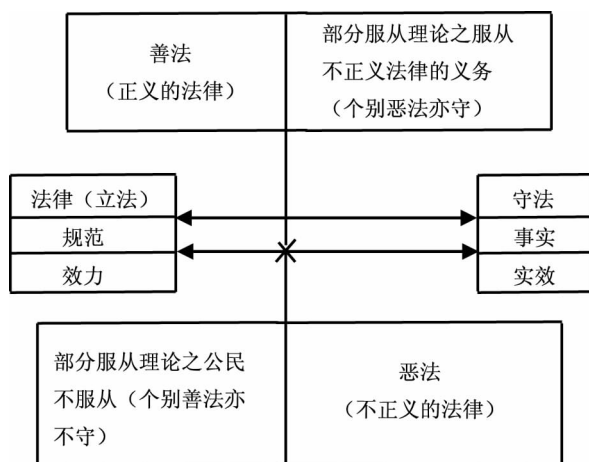 善法
（正义的法律）
部分服从理论之服从
不正义法律的义务
（个别恶法亦守）
法律（立法）
规范
效力
守法
事实
实效
部分服从理论之公民
不服从（个别善法亦
不守）
恶法
（不正义的法律）